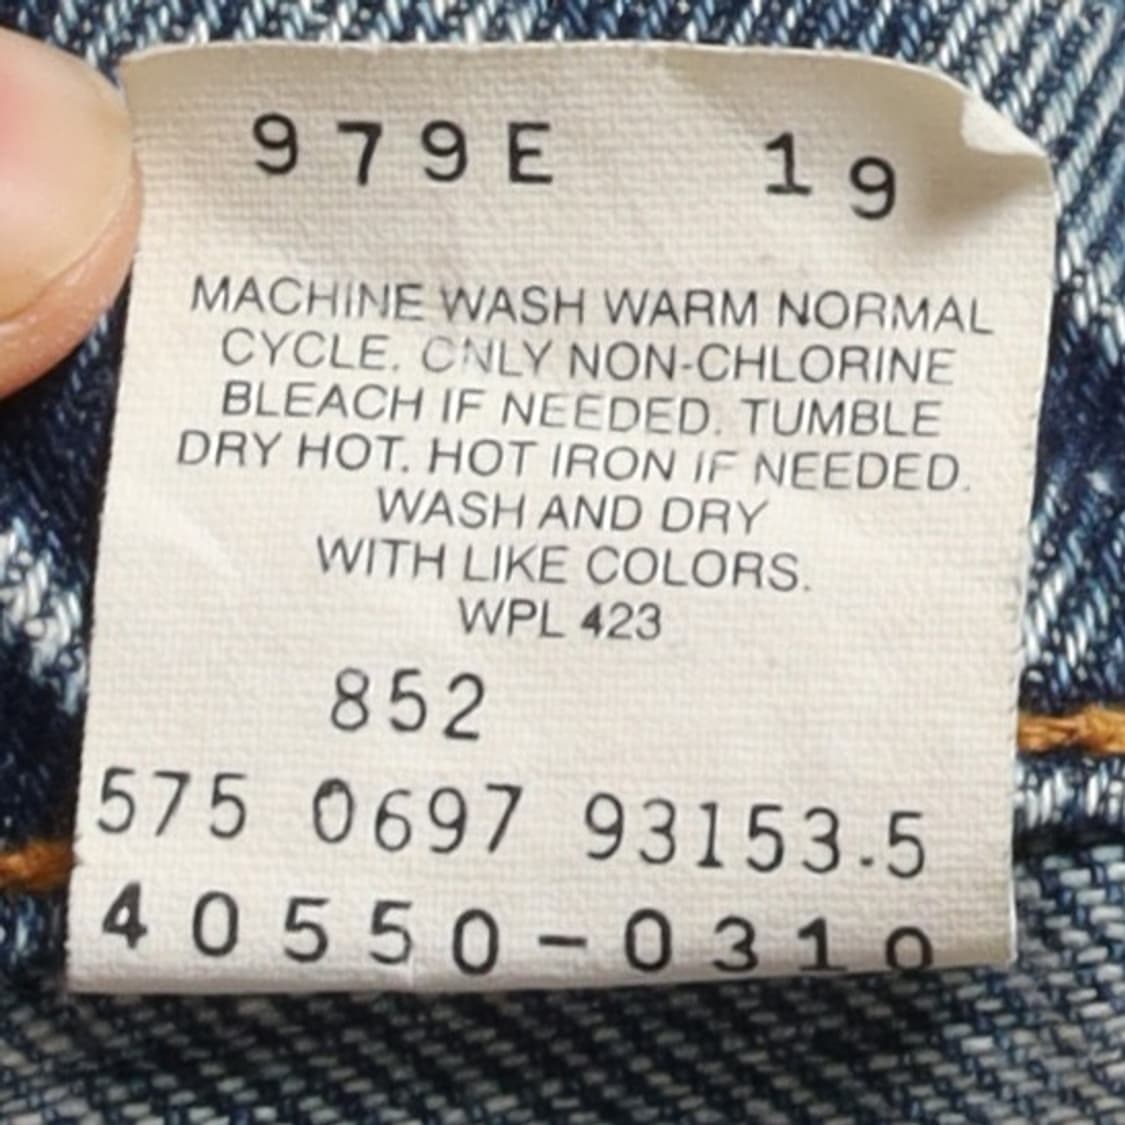 979E 19
MACHINE WASH WARM NORMAL
CYCLE. ONLY NON-CHLORINE
BLEACH IF NEEDED. TUMBLE
DRY HOT. HOT IRON IF NEEDED.
WASH AND DRY
WITH LIKE COLORS.
WPL 423
852
575 0697 93153.5
40550-0310